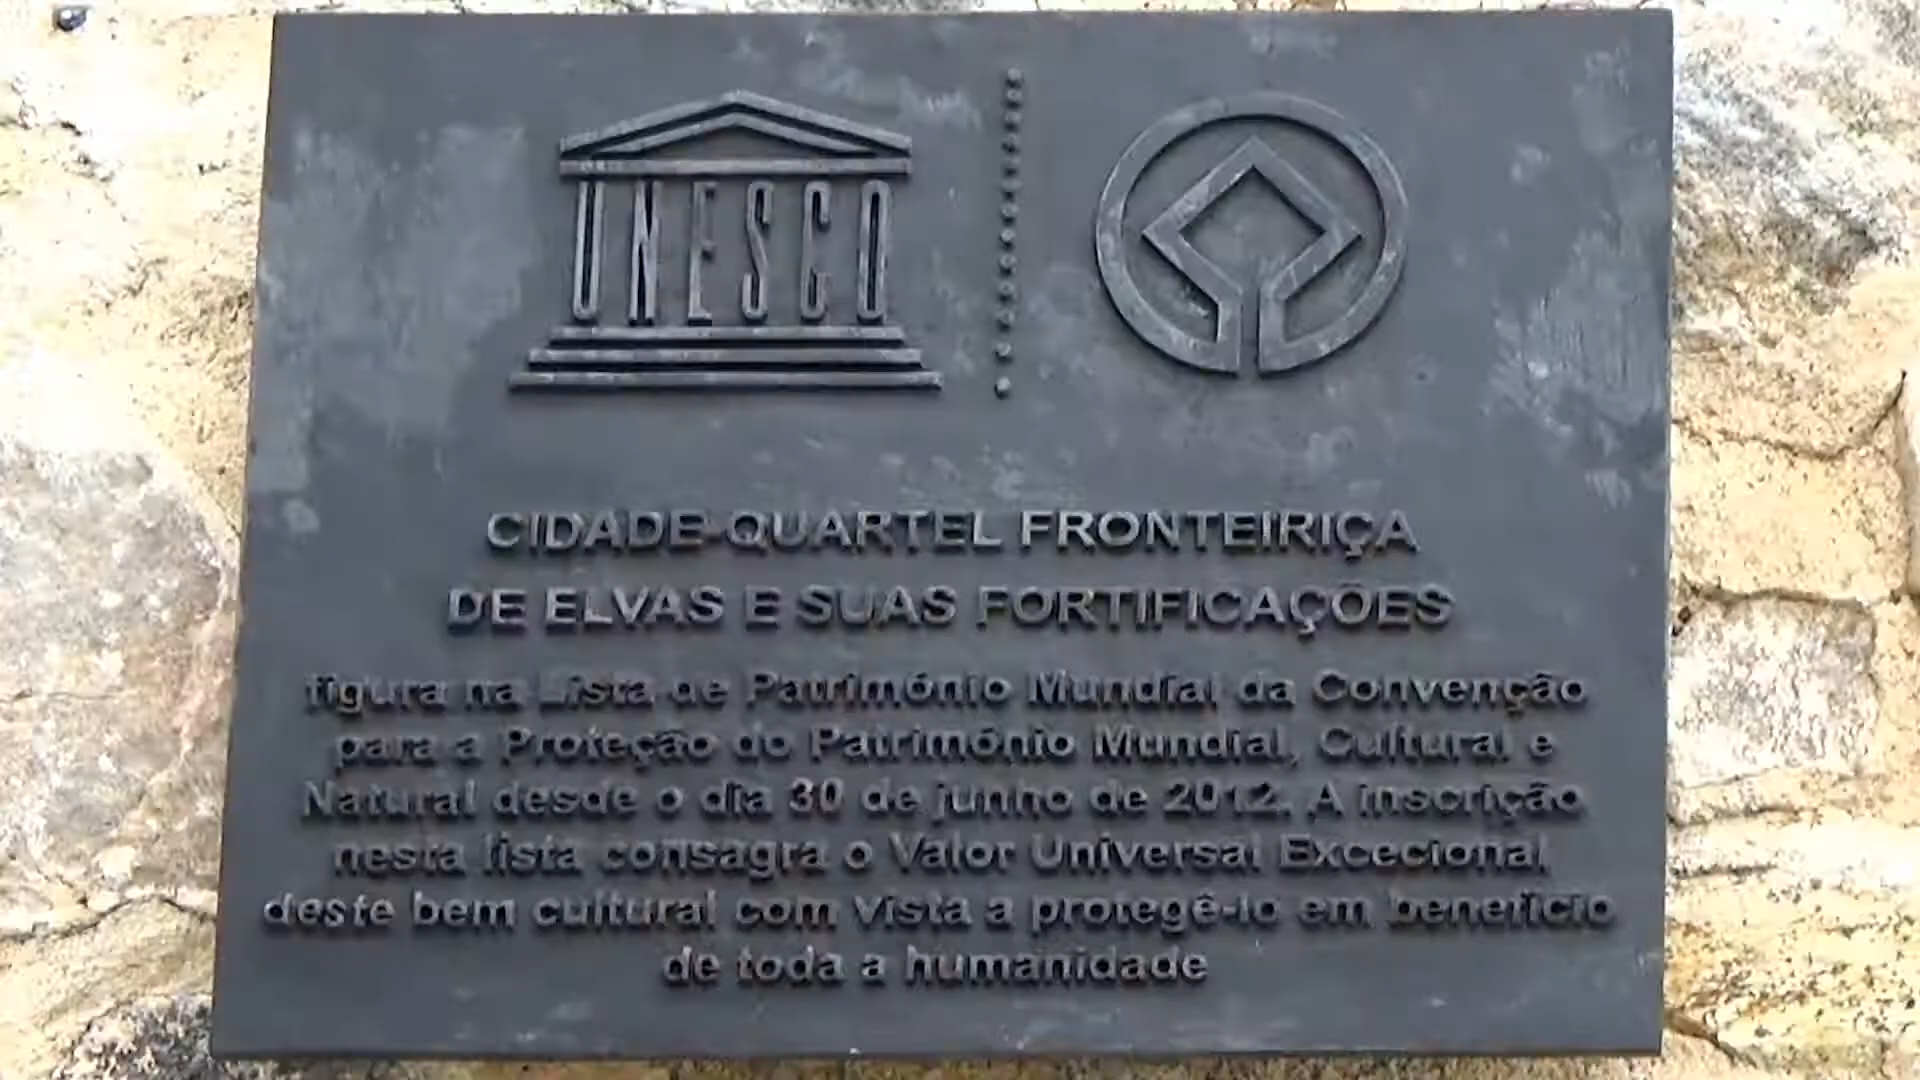 UNESCO
CIDADE-QUARTEL FRONTEIRIÇA
DE ELVAS E SUAS FORTIFICAÇÕES
figura na Lista de Património Mundial da Convenção
para a Proteção do Património Mundial, Cultural e
Natural desde o dia 30 de junho de 2012. A inscrição
nesta lista consagra o Valor Universal Excecional
deste bem cultural com vista a protegê-lo em benefício
de toda a humanidade